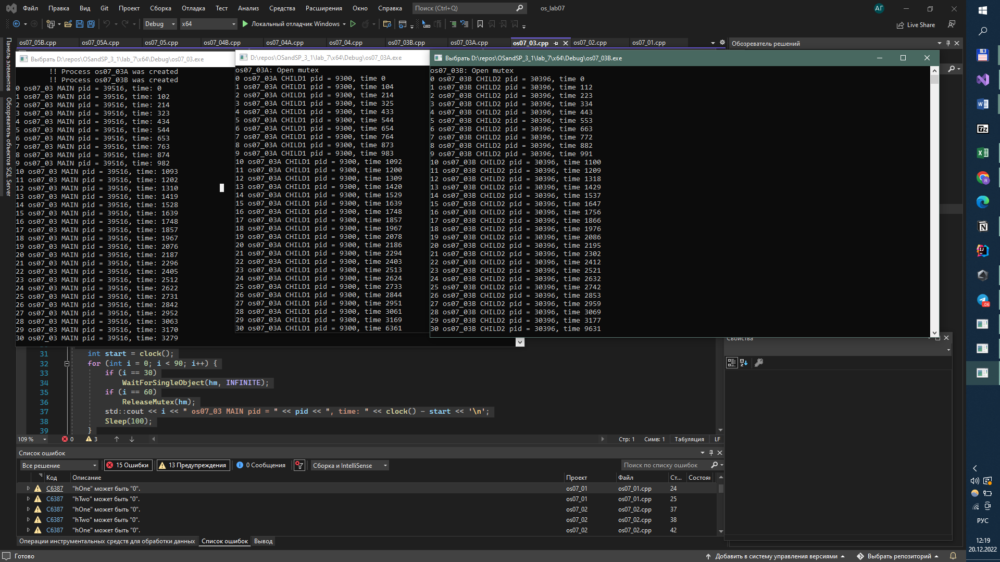 Файл Правка Вид Git Проект Сборка Отладка Тест Анализ Средства Расширения Окно Справка Поиск (Ctrl+Q) os_lab07 АГ
Debug x64 Локальный отладчик Windows Live Share
os07_05B.cpp os07_05A.cpp os07_05.cpp os07_04B.cpp os07_04A.cpp os07_04.cpp os07_03B.cpp os07_03A.cpp os07_03.cpp os07_02.cpp os07_01.cpp Обозреватель решений
Панель элементов
Обозреватель объектов SQL Server
Выбрать D:\repos\OSandSP_3_1\lab_7\x64\Debug\os07_03.exe
!! Process os07_03A was created
!! Process os07_03B was created
0 os07_03 MAIN pid = 39516, time: 0
1 os07_03 MAIN pid = 39516, time: 102
2 os07_03 MAIN pid = 39516, time: 214
3 os07_03 MAIN pid = 39516, time: 323
4 os07_03 MAIN pid = 39516, time: 434
5 os07_03 MAIN pid = 39516, time: 544
6 os07_03 MAIN pid = 39516, time: 653
7 os07_03 MAIN pid = 39516, time: 763
8 os07_03 MAIN pid = 39516, time: 874
9 os07_03 MAIN pid = 39516, time: 982
10 os07_03 MAIN pid = 39516, time: 1093
11 os07_03 MAIN pid = 39516, time: 1202
12 os07_03 MAIN pid = 39516, time: 1310
13 os07_03 MAIN pid = 39516, time: 1419
14 os07_03 MAIN pid = 39516, time: 1528
15 os07_03 MAIN pid = 39516, time: 1639
16 os07_03 MAIN pid = 39516, time: 1748
17 os07_03 MAIN pid = 39516, time: 1857
18 os07_03 MAIN pid = 39516, time: 1967
19 os07_03 MAIN pid = 39516, time: 2076
20 os07_03 MAIN pid = 39516, time: 2187
21 os07_03 MAIN pid = 39516, time: 2296
22 os07_03 MAIN pid = 39516, time: 2405
23 os07_03 MAIN pid = 39516, time: 2512
24 os07_03 MAIN pid = 39516, time: 2622
25 os07_03 MAIN pid = 39516, time: 2731
26 os07_03 MAIN pid = 39516, time: 2842
27 os07_03 MAIN pid = 39516, time: 2952
28 os07_03 MAIN pid = 39516, time: 3063
29 os07_03 MAIN pid = 39516, time: 3170
30 os07_03 MAIN pid = 39516, time: 3279
D:\repos\OSandSP_3_1\lab_7\x64\Debug\os07_03A.exe
os07_03A: Open mutex
0 os07_03A CHILD1 pid = 9300, time 0
1 os07_03A CHILD1 pid = 9300, time 104
2 os07_03A CHILD1 pid = 9300, time 214
3 os07_03A CHILD1 pid = 9300, time 325
4 os07_03A CHILD1 pid = 9300, time 433
5 os07_03A CHILD1 pid = 9300, time 544
6 os07_03A CHILD1 pid = 9300, time 654
7 os07_03A CHILD1 pid = 9300, time 764
8 os07_03A CHILD1 pid = 9300, time 873
9 os07_03A CHILD1 pid = 9300, time 983
10 os07_03A CHILD1 pid = 9300, time 1092
11 os07_03A CHILD1 pid = 9300, time 1200
12 os07_03A CHILD1 pid = 9300, time 1309
13 os07_03A CHILD1 pid = 9300, time 1420
14 os07_03A CHILD1 pid = 9300, time 1529
15 os07_03A CHILD1 pid = 9300, time 1639
16 os07_03A CHILD1 pid = 9300, time 1748
17 os07_03A CHILD1 pid = 9300, time 1857
18 os07_03A CHILD1 pid = 9300, time 1967
19 os07_03A CHILD1 pid = 9300, time 2078
20 os07_03A CHILD1 pid = 9300, time 2186
21 os07_03A CHILD1 pid = 9300, time 2294
22 os07_03A CHILD1 pid = 9300, time 2403
23 os07_03A CHILD1 pid = 9300, time 2513
24 os07_03A CHILD1 pid = 9300, time 2624
25 os07_03A CHILD1 pid = 9300, time 2733
26 os07_03A CHILD1 pid = 9300, time 2844
27 os07_03A CHILD1 pid = 9300, time 2951
28 os07_03A CHILD1 pid = 9300, time 3061
29 os07_03A CHILD1 pid = 9300, time 3169
30 os07_03A CHILD1 pid = 9300, time 6361
Выбрать D:\repos\OSandSP_3_1\lab_7\x64\Debug\os07_03B.exe
os07_03B: Open mutex
0 os07_03B CHILD2 pid = 30396, time 0
1 os07_03B CHILD2 pid = 30396, time 112
2 os07_03B CHILD2 pid = 30396, time 223
3 os07_03B CHILD2 pid = 30396, time 334
4 os07_03B CHILD2 pid = 30396, time 443
5 os07_03B CHILD2 pid = 30396, time 553
6 os07_03B CHILD2 pid = 30396, time 663
7 os07_03B CHILD2 pid = 30396, time 772
8 os07_03B CHILD2 pid = 30396, time 882
9 os07_03B CHILD2 pid = 30396, time 991
10 os07_03B CHILD2 pid = 30396, time 1100
11 os07_03B CHILD2 pid = 30396, time 1209
12 os07_03B CHILD2 pid = 30396, time 1318
13 os07_03B CHILD2 pid = 30396, time 1429
14 os07_03B CHILD2 pid = 30396, time 1537
15 os07_03B CHILD2 pid = 30396, time 1647
16 os07_03B CHILD2 pid = 30396, time 1756
17 os07_03B CHILD2 pid = 30396, time 1866
18 os07_03B CHILD2 pid = 30396, time 1976
19 os07_03B CHILD2 pid = 30396, time 2086
20 os07_03B CHILD2 pid = 30396, time 2195
21 os07_03B CHILD2 pid = 30396, time 2302
22 os07_03B CHILD2 pid = 30396, time 2412
23 os07_03B CHILD2 pid = 30396, time 2521
24 os07_03B CHILD2 pid = 30396, time 2632
25 os07_03B CHILD2 pid = 30396, time 2742
26 os07_03B CHILD2 pid = 30396, time 2853
27 os07_03B CHILD2 pid = 30396, time 2959
28 os07_03B CHILD2 pid = 30396, time 3069
29 os07_03B CHILD2 pid = 30396, time 3177
30 os07_03B CHILD2 pid = 30396, time 9631
Свойства
31 int start = clock();
32 for (int i = 0; i < 90; i++) {
33 if (i == 30)
34 WaitForSingleObject(hm, INFINITE);
35 if (i == 60)
36 ReleaseMutex(hm);
37 std::cout << i << " os07_03 MAIN pid = " << pid << ", time: " << clock() - start << '\n';
38 Sleep(100);
39 }
109 % 0 3 Стр: 1 Симв: 1 Табуляция LF
Список ошибок
Все решение 15 Ошибки 13 Предупреждения 0 Сообщения Сборка и IntelliSense Поиск по списку ошибок
Код Описание Проект Файл Ст... Состоян
C6387 "hOne" может быть "0". os07_01 os07_01.cpp 24
C6387 "hTwo" может быть "0". os07_01 os07_01.cpp 25
C6387 "hOne" может быть "0". os07_02 os07_02.cpp 37
C6387 "hTwo" может быть "0". os07_02 os07_02.cpp 38
C6387 "hOne" может быть "0". os07_02 os07_02.cpp 42
Операции инструментальных средств для обработки данных Список ошибок Вывод
Готово Добавить в систему управления версиями Выбрать репозиторий
РУС
12:19
20.12.2022